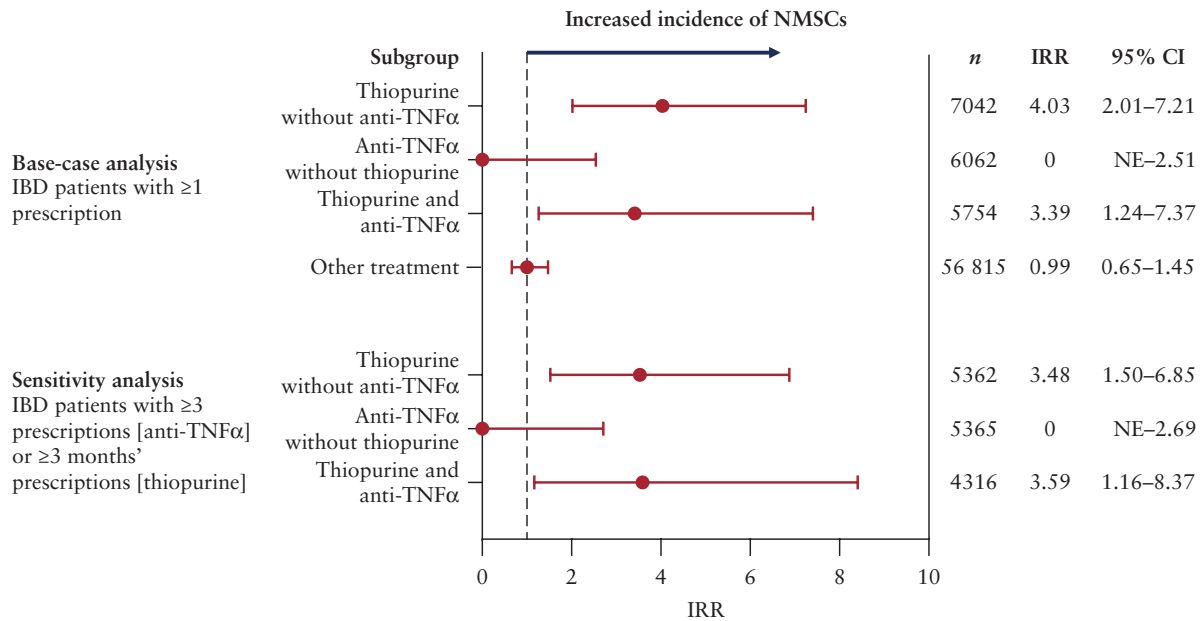 Increased incidence of NMSCs
Subgroup n IRR 95% CI
Thiopurine
without anti-TNFα 7042 4.03 2.01–7.21
Base-case analysis
IBD patients with ≥1
prescription
Anti-TNFα
without thiopurine 6062 0 NE–2.51
Thiopurine and
anti-TNFα 5754 3.39 1.24–7.37
Other treatment 56 815 0.99 0.65–1.45
Sensitivity analysis
IBD patients with ≥3
prescriptions [anti-TNFα]
or ≥3 months’
prescriptions [thiopurine]
Thiopurine
without anti-TNFα 5362 3.48 1.50–6.85
Anti-TNFα
without thiopurine 5365 0 NE–2.69
Thiopurine and
anti-TNFα 4316 3.59 1.16–8.37
0 2 4 6 8 10
IRR